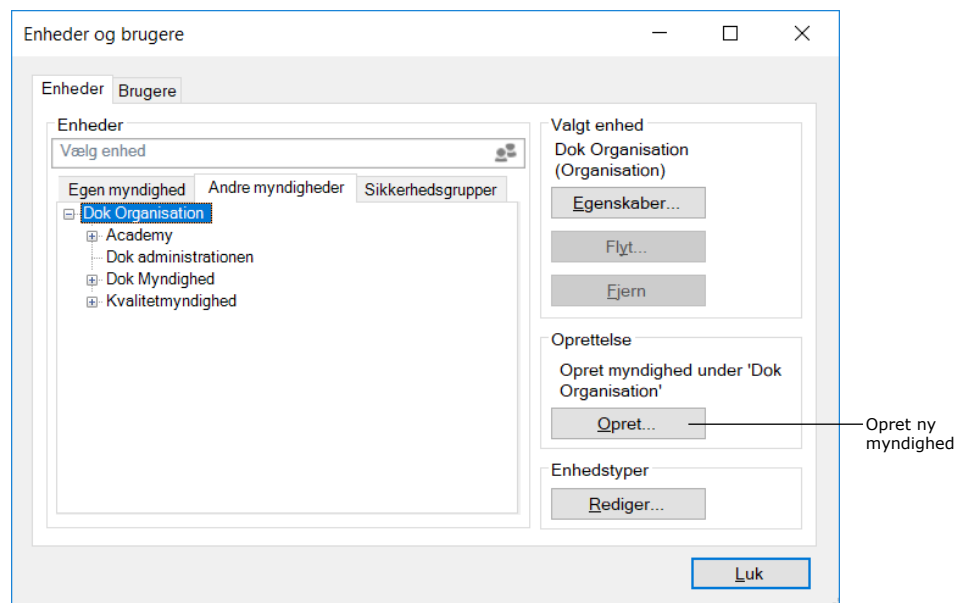 Enheder og brugere
Enheder
Brugere
Enheder
Vælg enhed
Egen myndighed
Andre myndigheder
Sikkerhedsgrupper
Dok Organisation
Academy
Dok administrationen
Dok Myndighed
Kvalitetmyndighed
Valgt enhed
Dok Organisation
(Organisation)
Egenskaber...
Flyt...
Fjern
Oprettelse
Opret myndighed under 'Dok
Organisation'
Opret...
Opret ny
myndighed
Enhedstyper
Rediger...
Luk